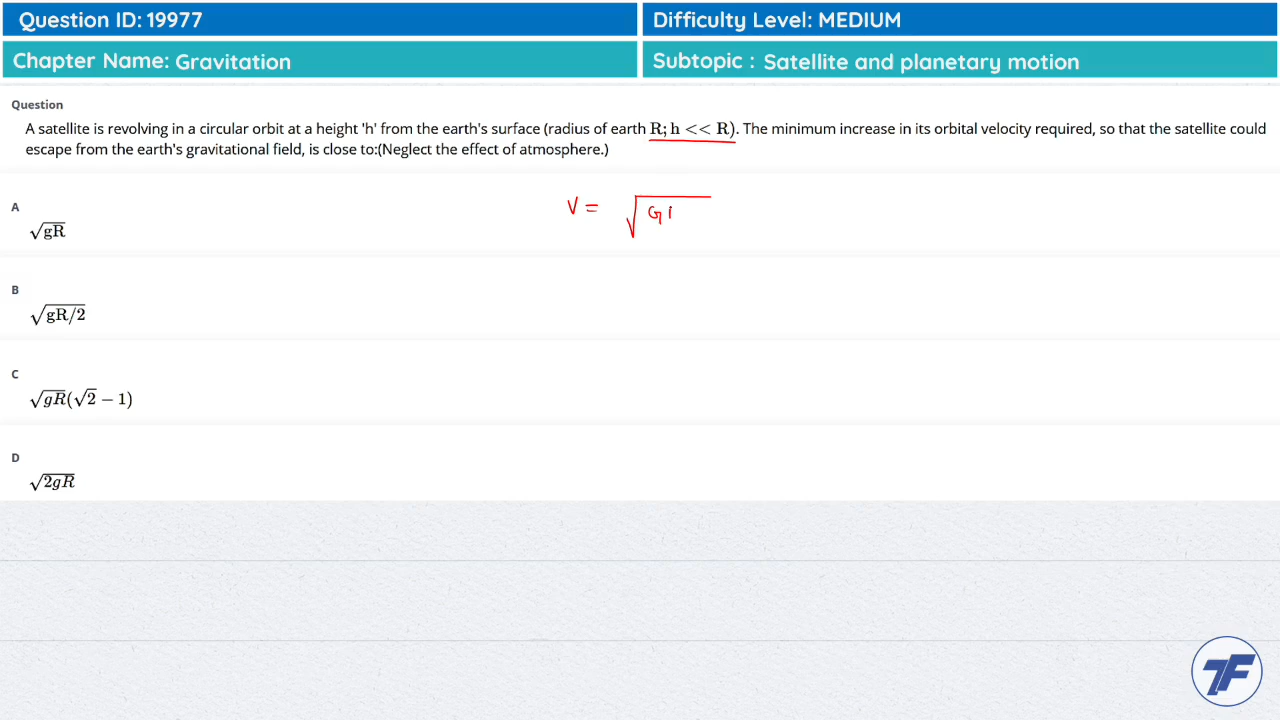 Question ID: 19977
Difficulty Level: MEDIUM
Chapter Name: Gravitation
Subtopic : Satellite and planetary motion
Question
A satellite is revolving in a circular orbit at a height 'h' from the earth's surface (radius of earth R; h << R). The minimum increase in its orbital velocity required, so that the satellite could
escape from the earth's gravitational field, is close to:(Neglect the effect of atmosphere.)
A
√gR
V = √G
B
√gR/2
C
√gR(√2 − 1)
D
√2gR
TF